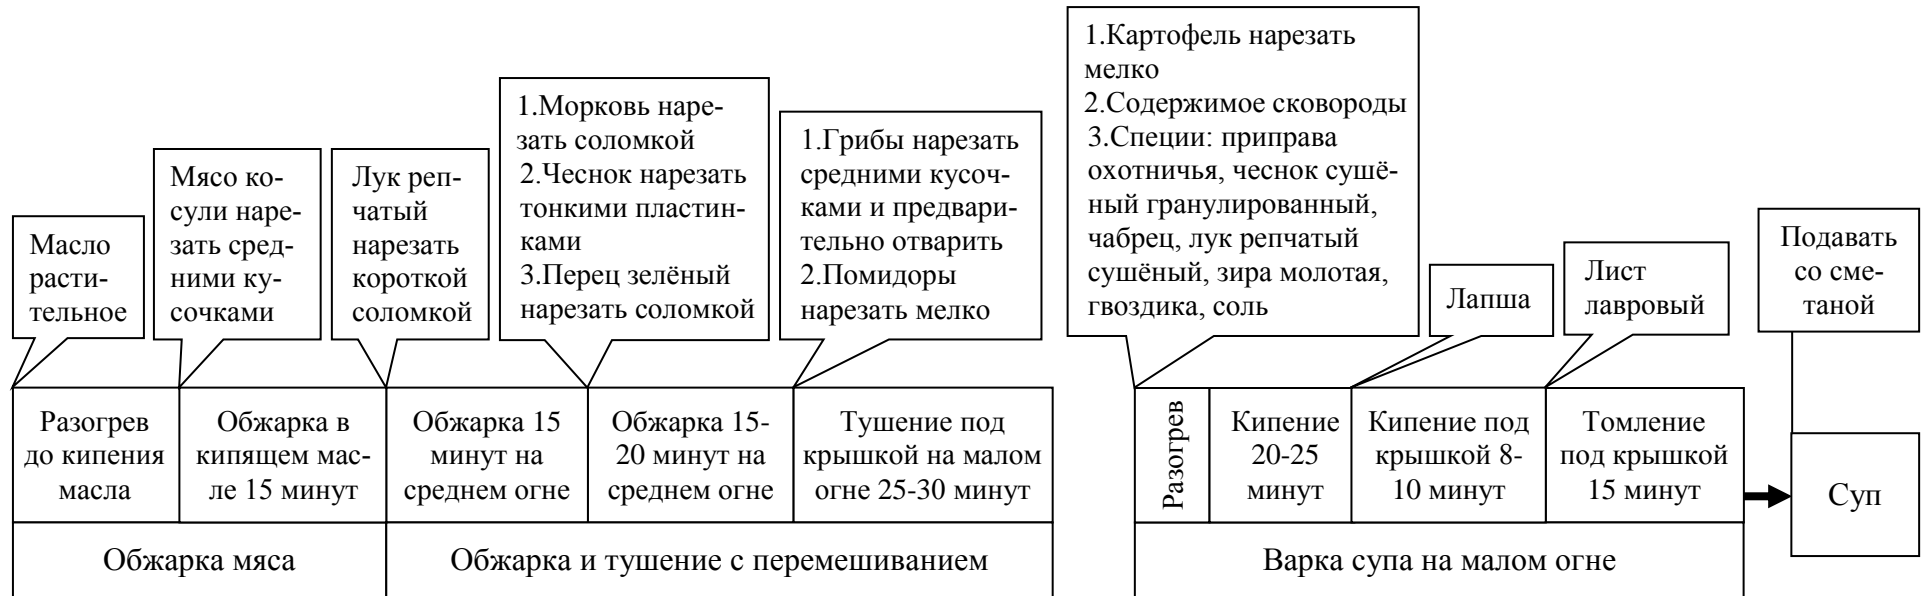 Масло
расти-
тельное
Мясо ко-
сули наре-
зать сред-
ними ку-
сочками
Лук реп-
чатый
нарезать
короткой
соломкой
1.Морковь наре-
зать соломкой
2.Чеснок нарезать
тонкими пластин-
ками
3.Перец зелёный
нарезать соломкой
1.Грибы нарезать
средними кусоч-
ками и предвари-
тельно отварить
2.Помидоры
нарезать мелко
1.Картофель нарезать
мелко
2.Содержимое сковороды
3.Специи: приправа
охотничья, чеснок сушё-
ный гранулированный,
чабрец, лук репчатый
сушёный, зира молотая,
гвоздика, соль
Лапша
Лист
лавровый
Подавать
со сме-
таной
Разогрев
до кипения
масла
Обжарка в
кипящем мас-
ле 15 минут
Обжарка 15
минут на
среднем огне
Обжарка 15-
20 минут на
среднем огне
Тушение под
крышкой на малом
огне 25-30 минут
Разогрев
Кипение
20-25
минут
Кипение под
крышкой 8-
10 минут
Томление
под крышкой
15 минут
Суп
Обжарка мяса
Обжарка и тушение с перемешиванием
Варка супа на малом огне